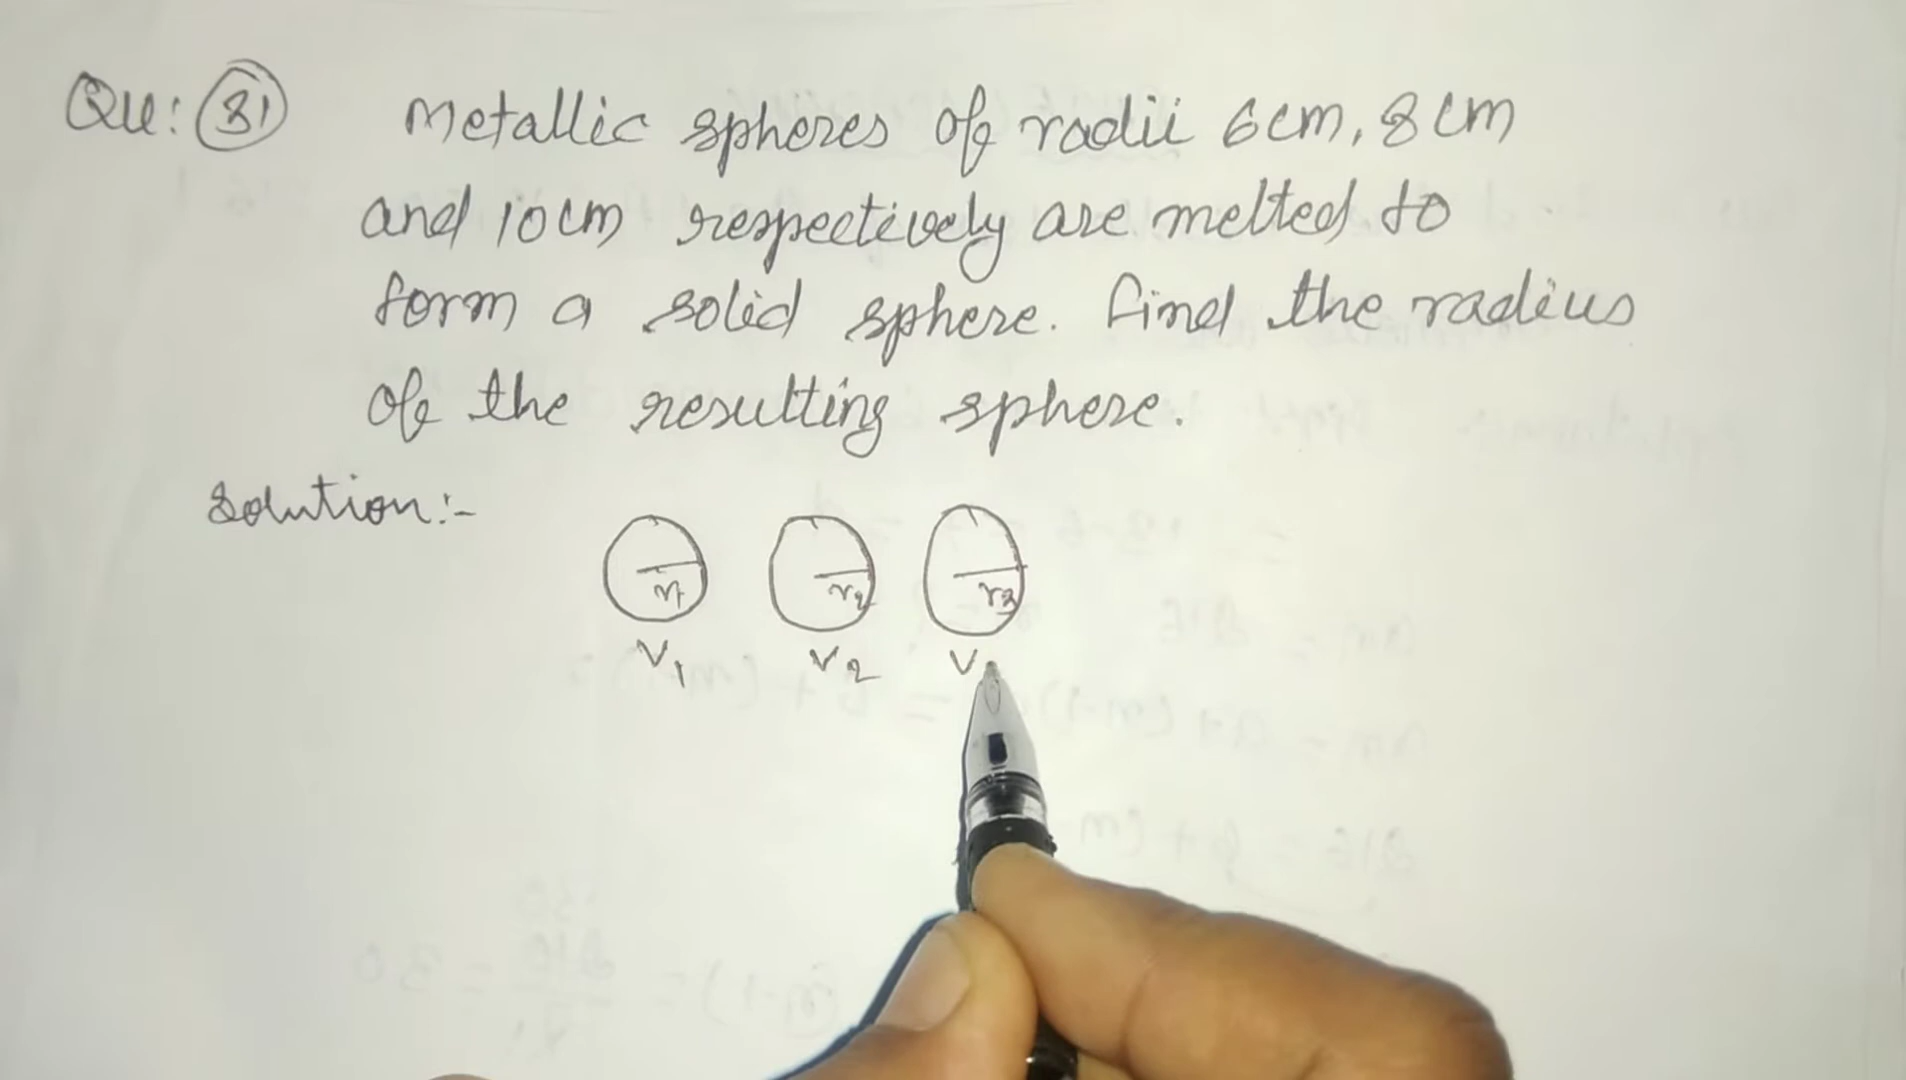 Qu: 31 Metallic spheres of radii 6cm, 8cm
and 10cm respectively are melted to
form a solid sphere. find the radius
of the resulting sphere.
Solution:-
r1 r2 r3
V1 V2 V